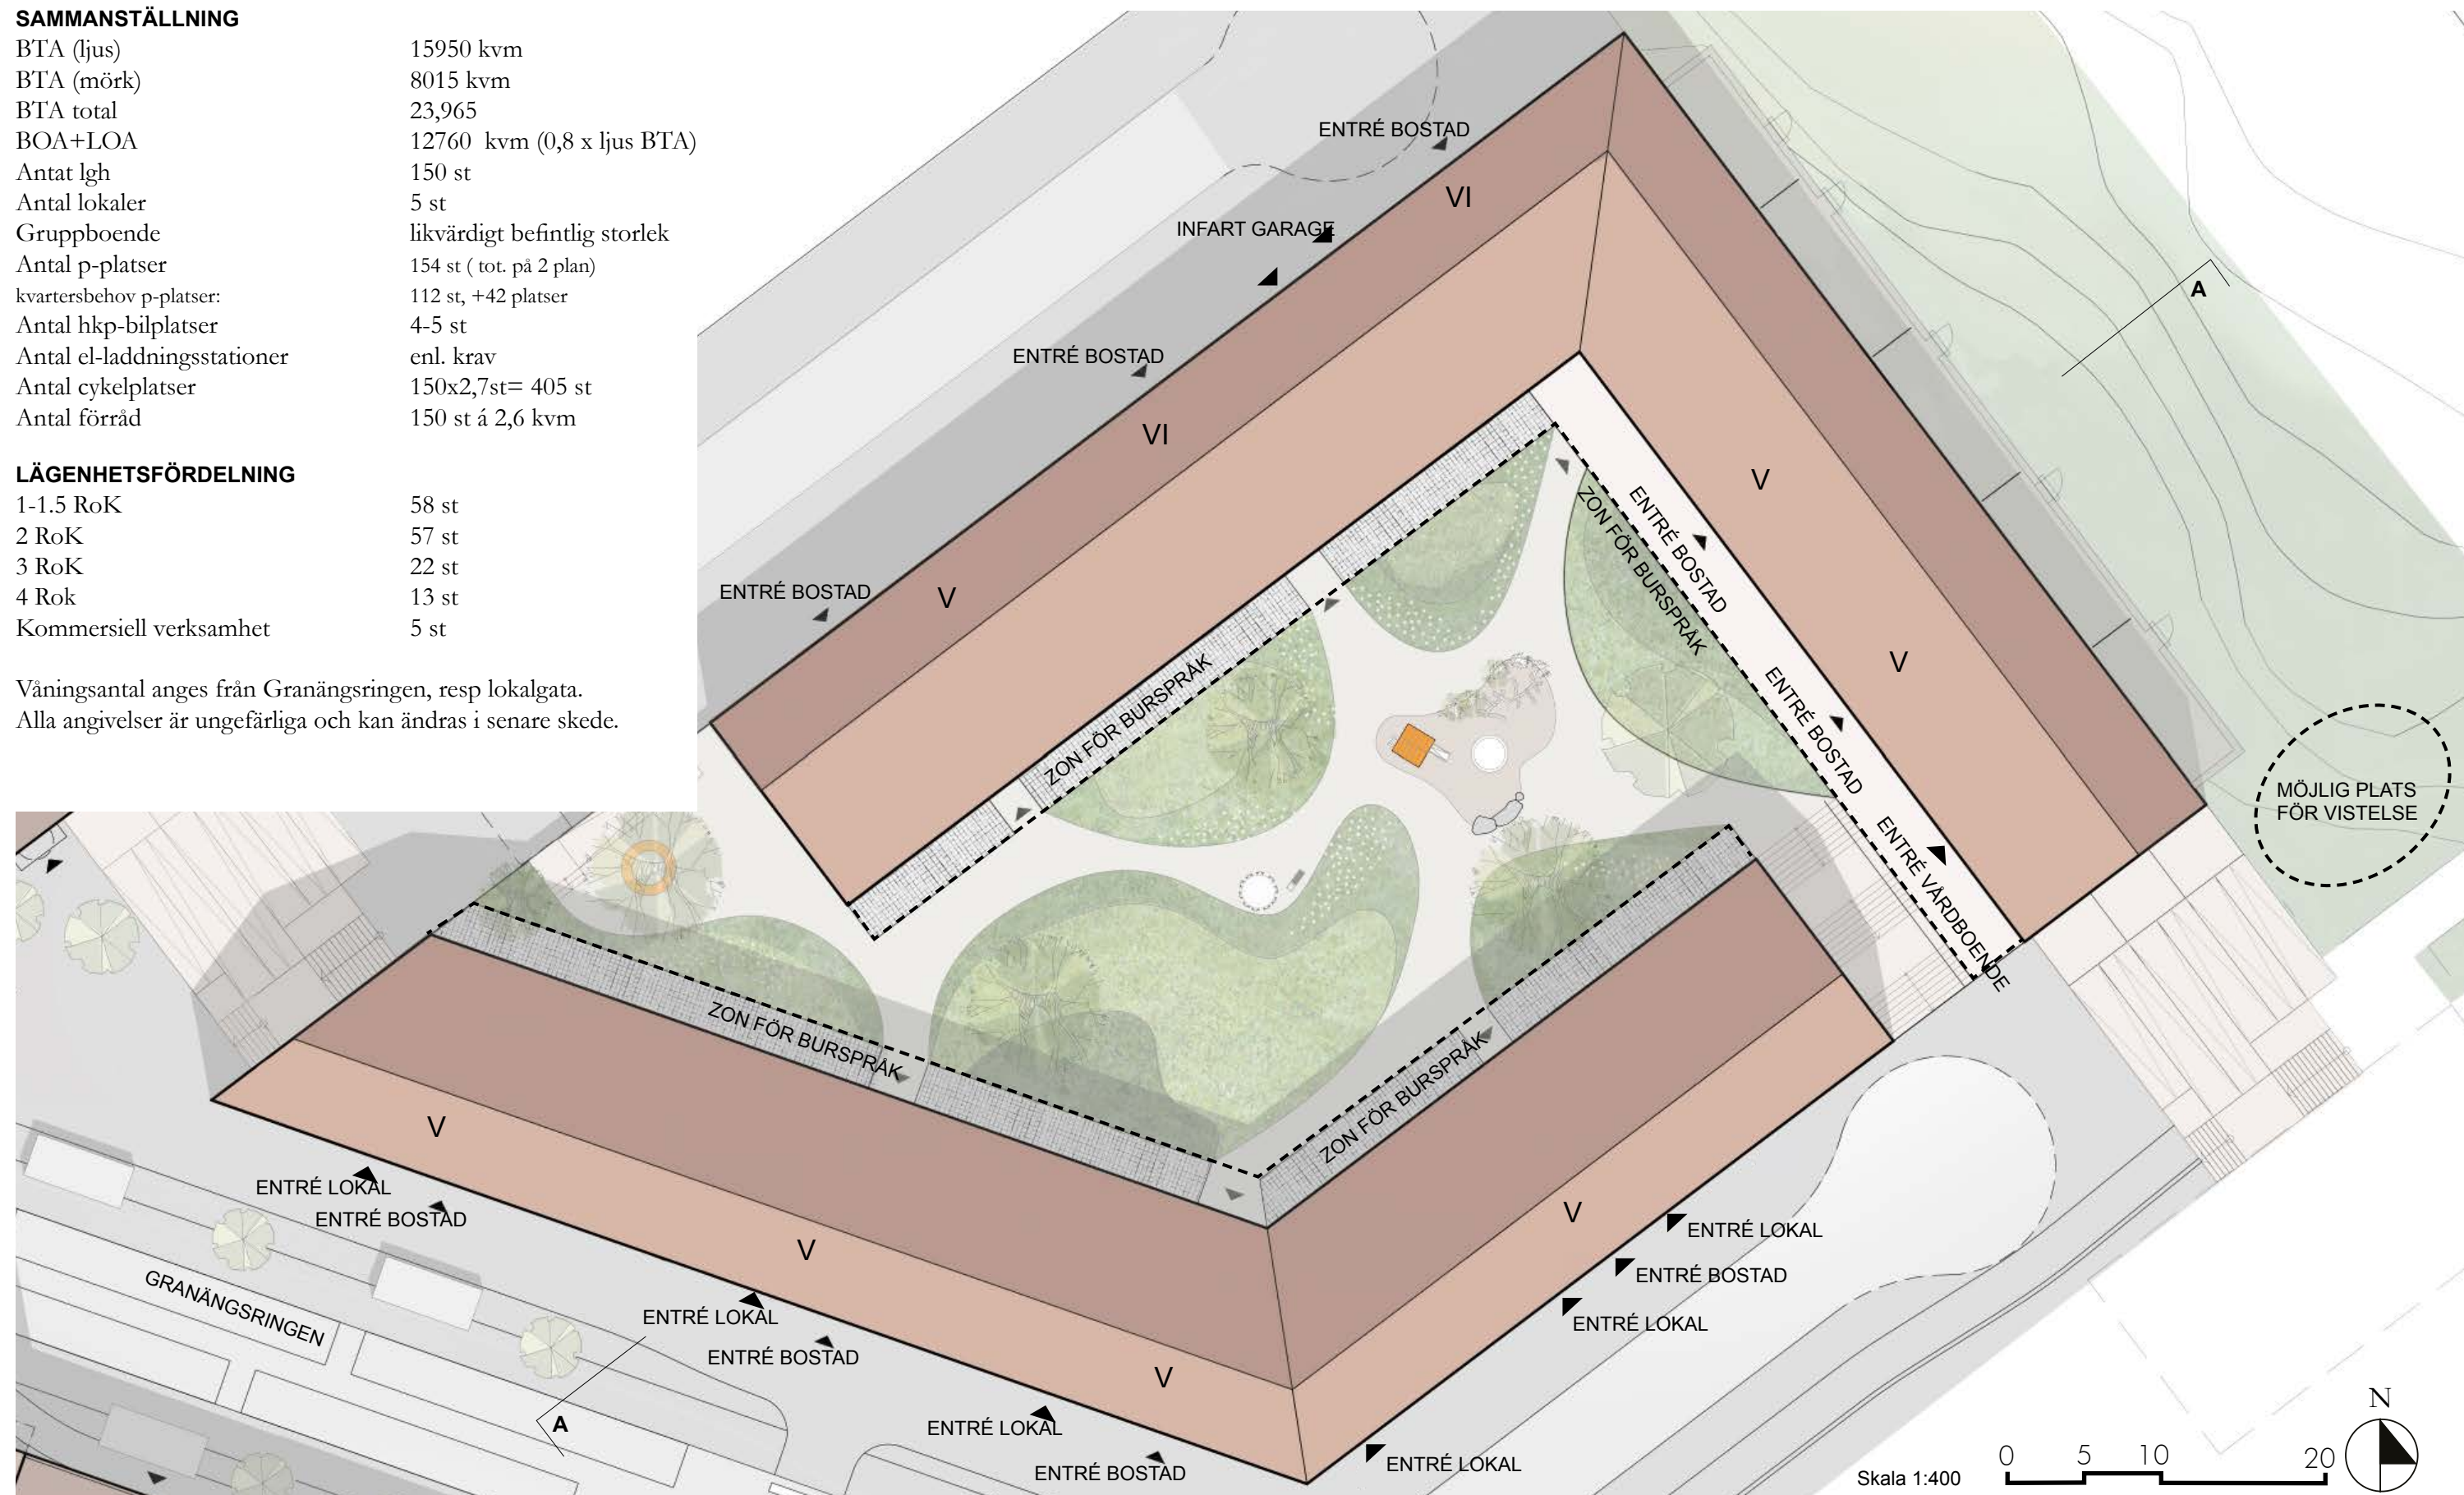 SAMMANSTÄLLNING
BTA (ljus) 15950 kvm
BTA (mörk) 8015 kvm
BTA total 23,965
BOA+LOA 12760 kvm (0,8 x ljus BTA)
Antat lgh 150 st
Antal lokaler 5 st
Gruppboende likvärdigt befintlig storlek
Antal p-platser 154 st ( tot. på 2 plan)
kvartersbehov p-platser: 112 st, +42 platser
Antal hkp-bilplatser 4-5 st
Antal el-laddningsstationer enl. krav
Antal cykelplatser 150x2,7st= 405 st
Antal förråd 150 st á 2,6 kvm
LÄGENHETSFÖRDELNING
1-1.5 RoK 58 st
2 RoK 57 st
3 RoK 22 st
4 Rok 13 st
Kommersiell verksamhet 5 st
Våningsantal anges från Granängsringen, resp lokalgata.
Alla angivelser är ungefärliga och kan ändras i senare skede.
ENTRÉ BOSTAD
VI
INFART GARAGE
A
ENTRÉ BOSTAD
VI
V
ENTRÉ BOSTAD
V
ENTRÉ BOSTAD
ZON FÖR BURSPRÅK
V
ZON FÖR BURSPRÅK
ENTRÉ BOSTAD
MÖJLIG PLATS
FÖR VISTELSE
ENTRÉ VÅRDBOENDE
ZON FÖR BURSPRÅK
ZON FÖR BURSPRÅK
V
ENTRÉ LOKAL
ENTRÉ BOSTAD
V
V
ENTRÉ LOKAL
ENTRÉ BOSTAD
ENTRÉ LOKAL
GRANÄNGSRINGEN
ENTRÉ LOKAL
ENTRÉ BOSTAD
V
A
ENTRÉ LOKAL
ENTRÉ BOSTAD
ENTRÉ LOKAL
N
0 5 10 20
Skala 1:400